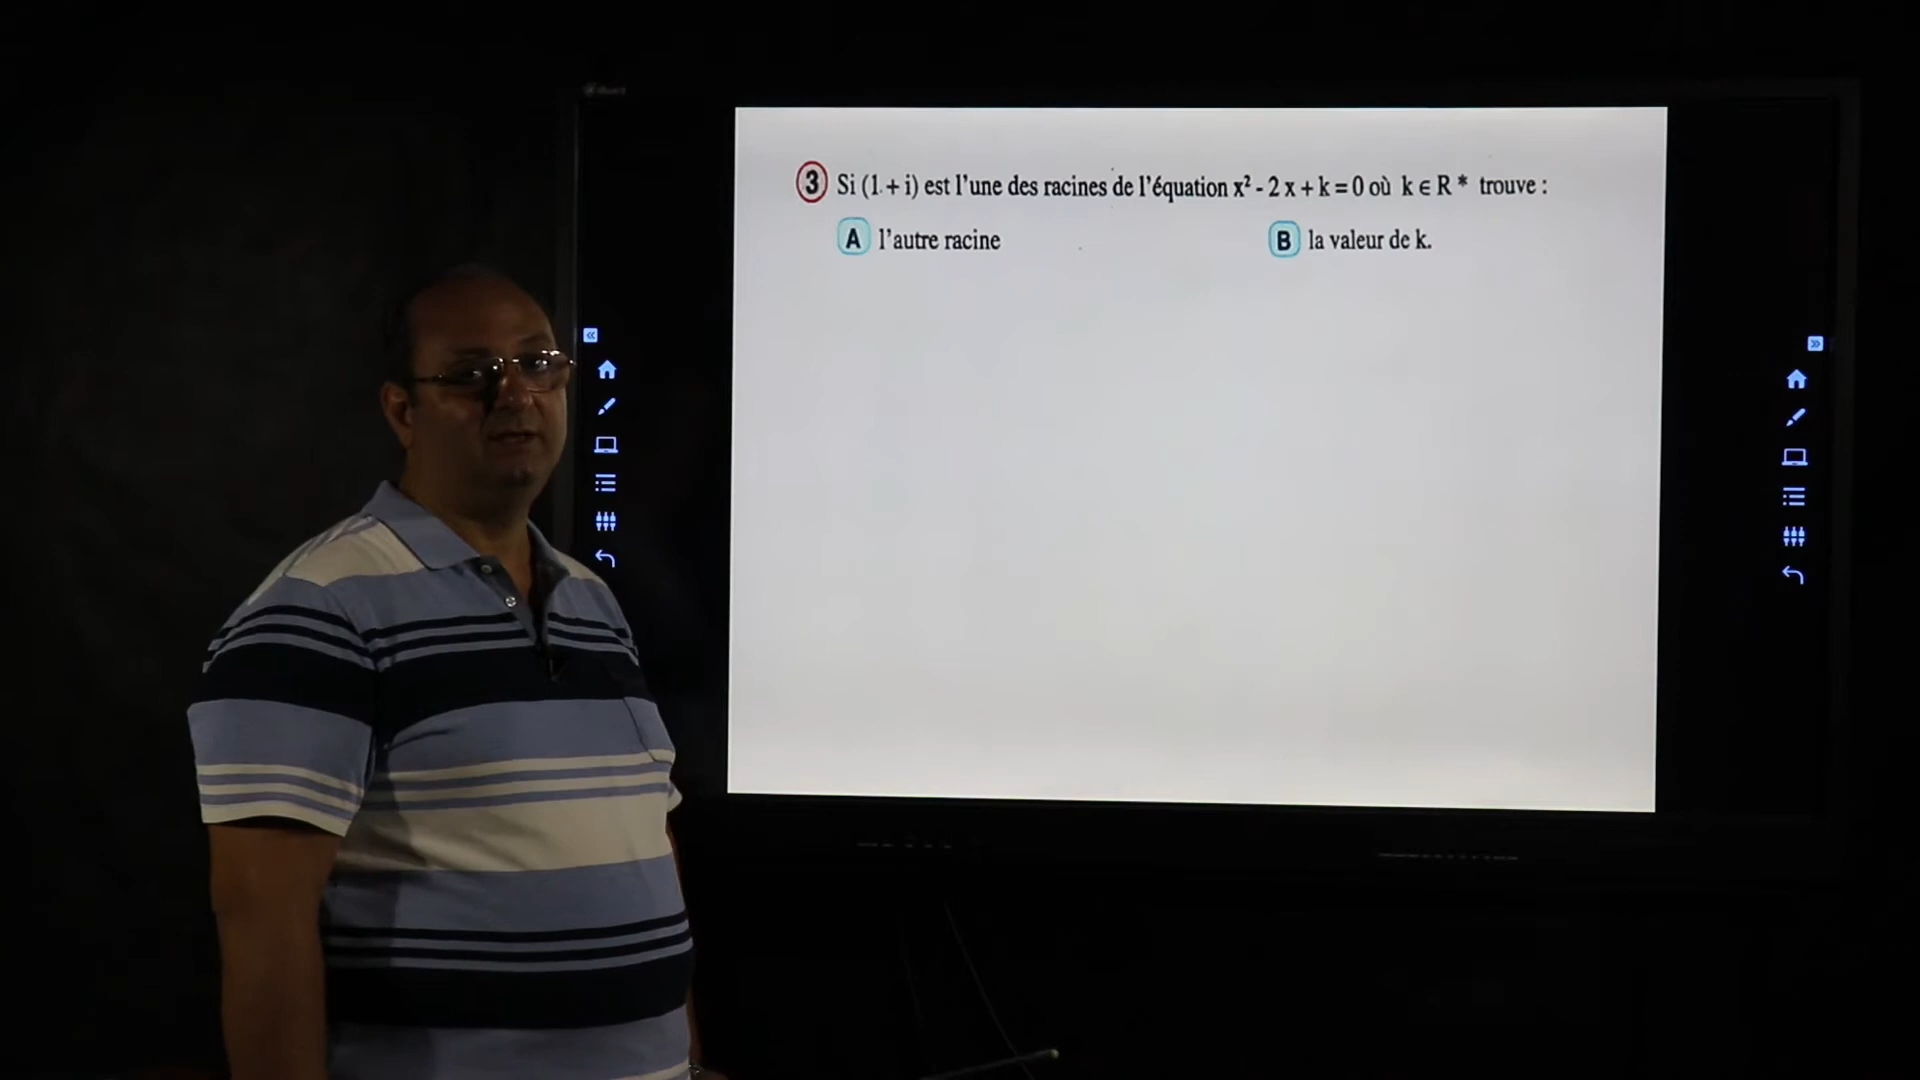 3 Si (1 + i) est l'une des racines de l'équation x² - 2 x + k = 0 où k ∈ R * trouve :
A l'autre racine B la valeur de k.